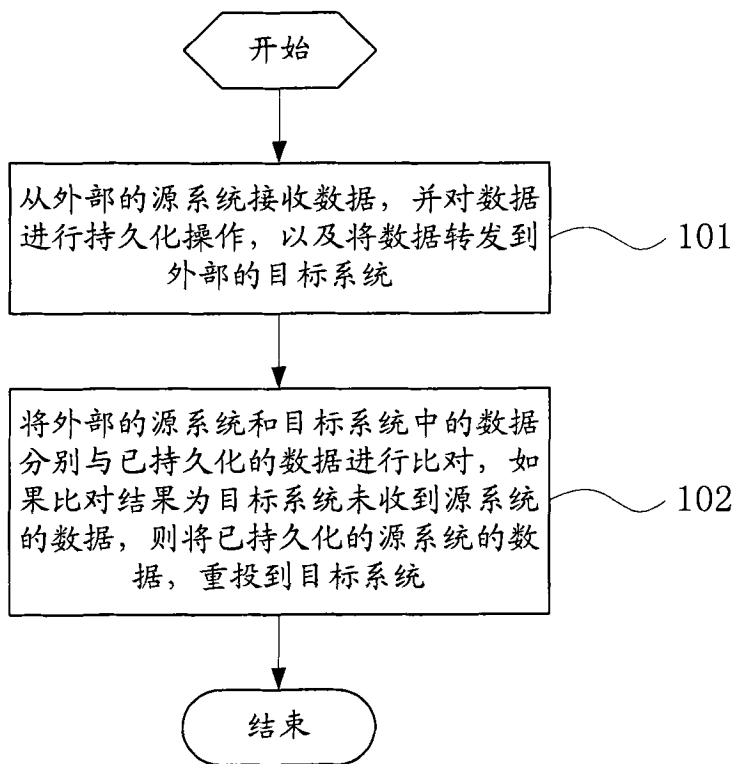 开始
从外部的源系统接收数据，并对数据
进行持久化操作，以及将数据转发到
外部的目标系统
101
将外部的源系统和目标系统中的数据
分别与已持久化的数据进行比对，如
果比对结果为目标系统未收到源系统
的数据，则将已持久化的源系统的数
据，重投到目标系统
102
结束